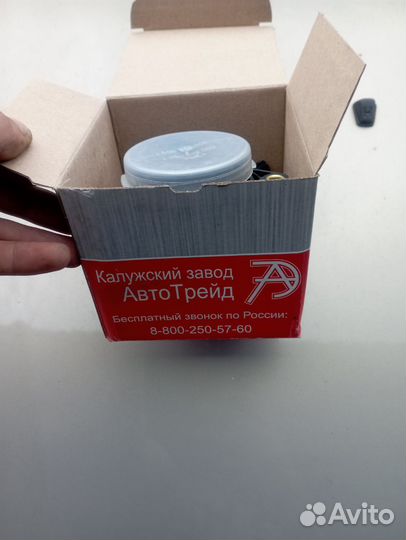 Калужский завод
АвтоТрейд
Бесплатный звонок по России:
8-800-250-57-60
Avito